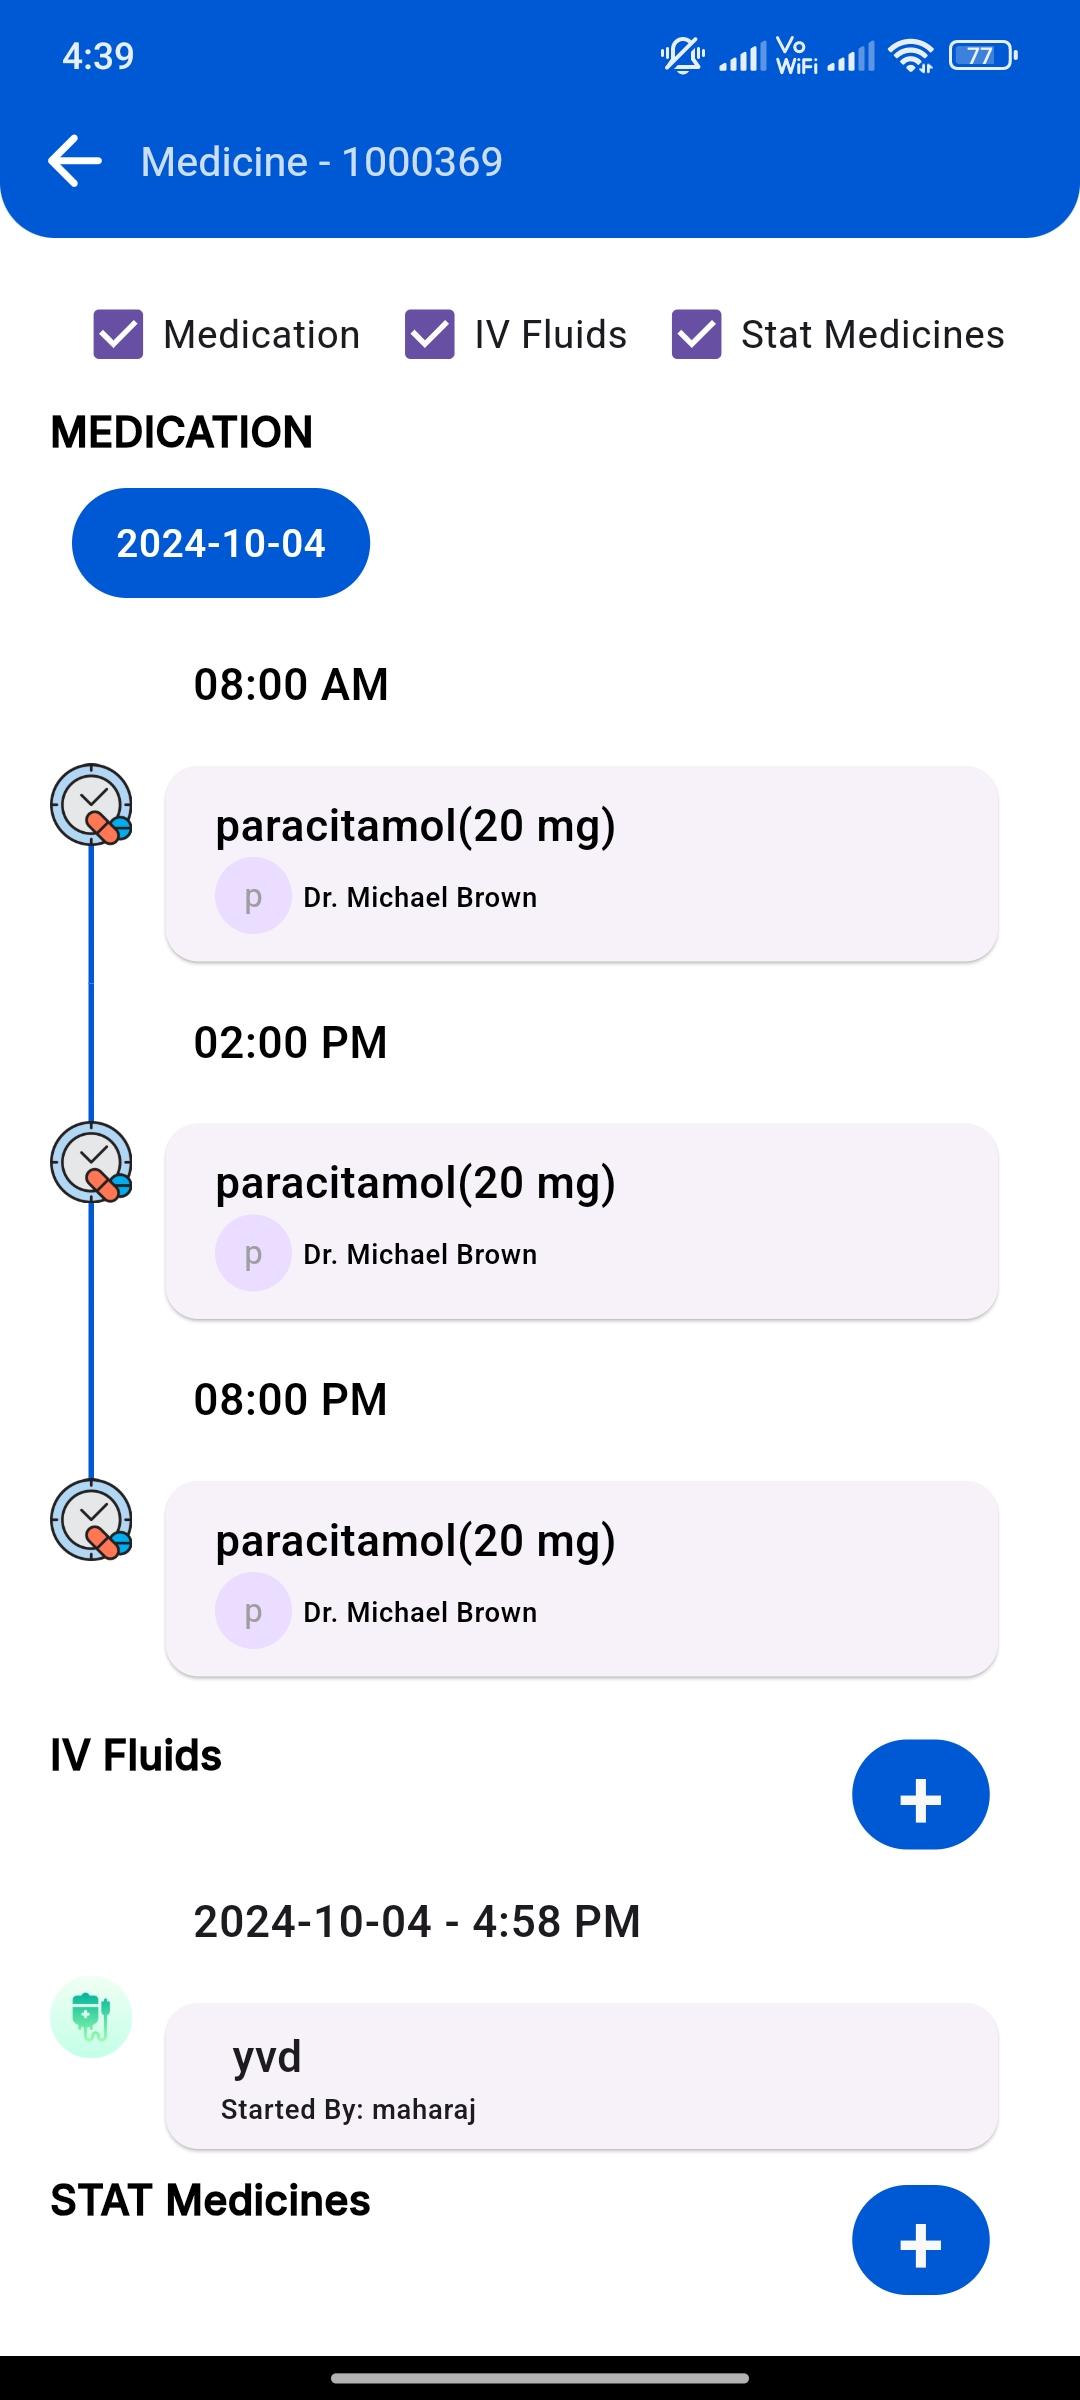 4:39
Vo
WiFi
77
Medicine - 1000369
Medication IV Fluids Stat Medicines
MEDICATION
2024-10-04
08:00 AM
paracitamol(20 mg)
p Dr. Michael Brown
02:00 PM
paracitamol(20 mg)
p Dr. Michael Brown
08:00 PM
paracitamol(20 mg)
p Dr. Michael Brown
IV Fluids
+
2024-10-04 - 4:58 PM
yvd
Started By: maharaj
STAT Medicines
+